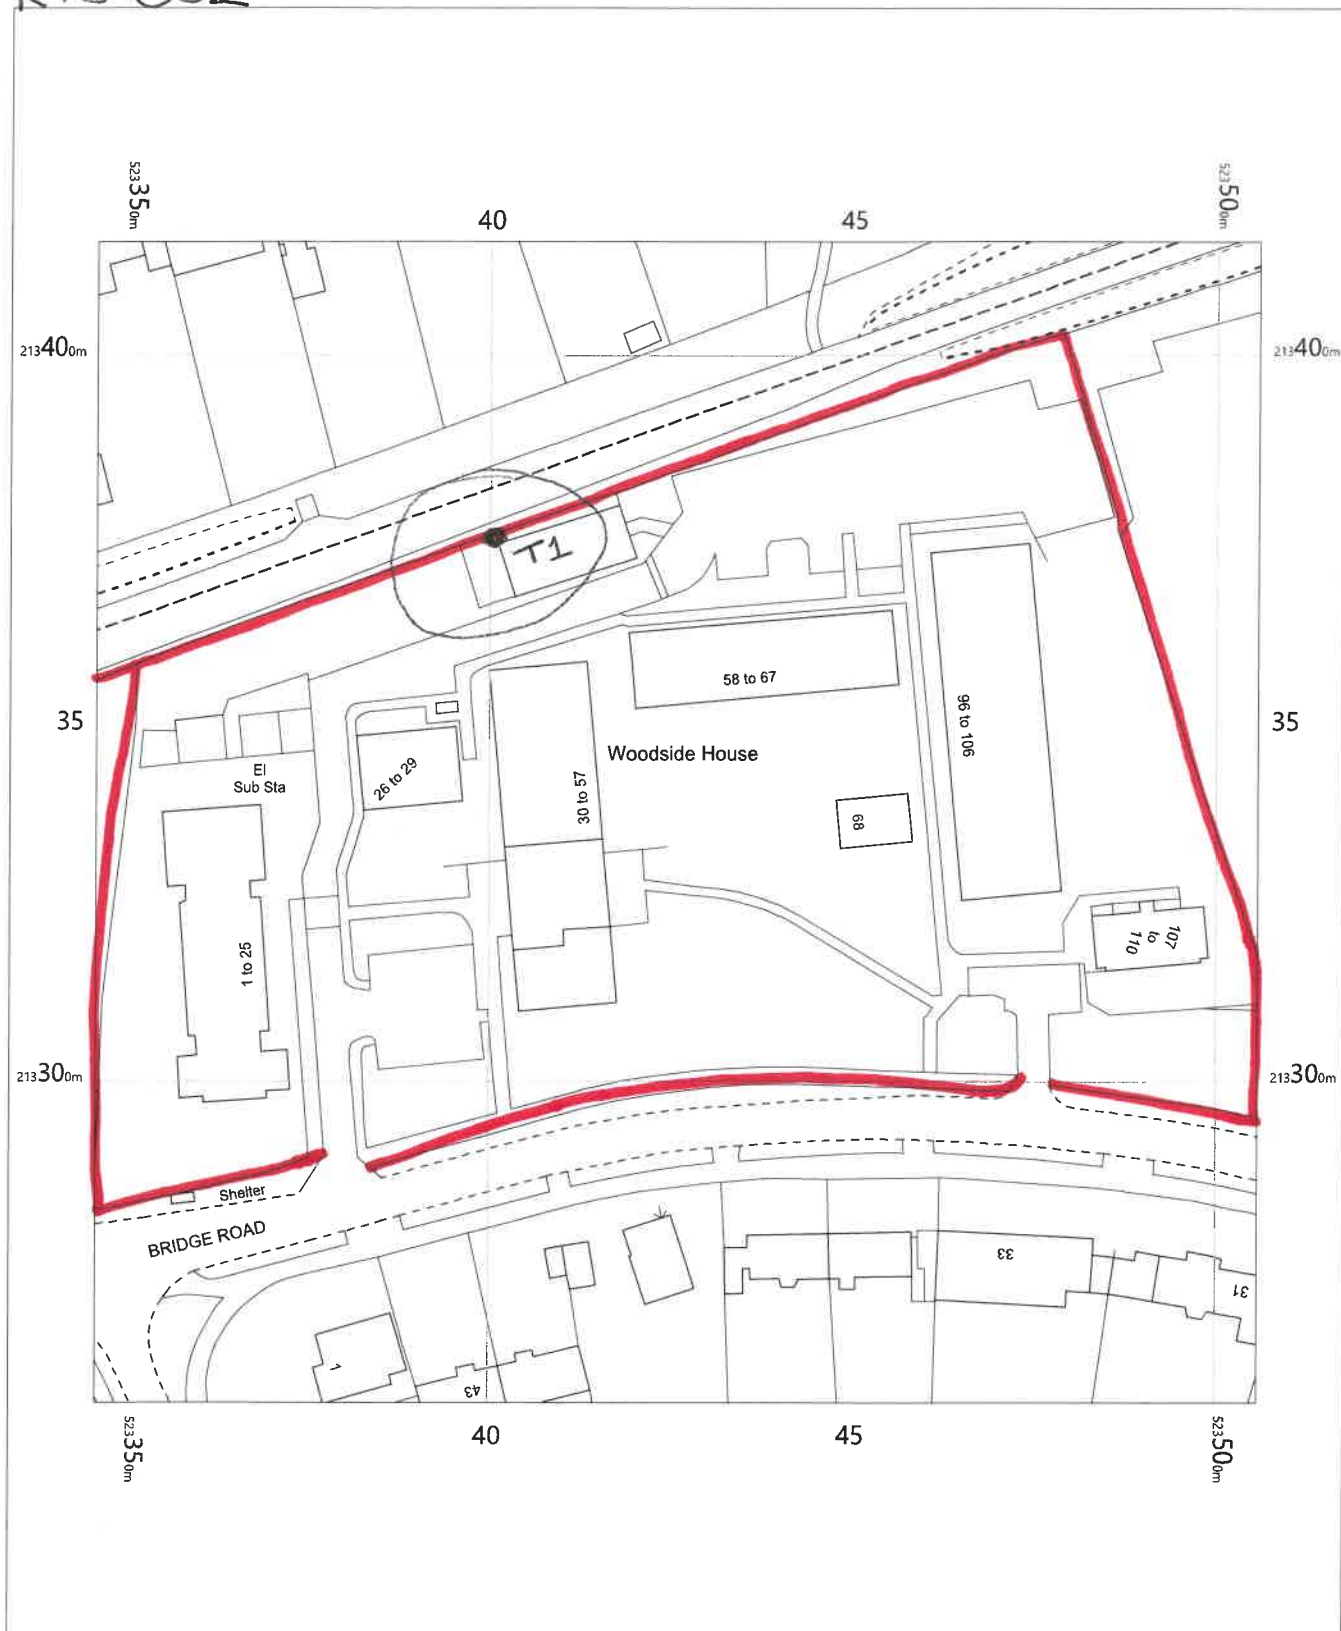 523350m
40
45
523500m
213400m
213400m
T1
35
35
58 to 67
96 to 106
Woodside House
El
Sub Sta
26 to 29
30 to 57
68
107
to
110
1 to 25
213300m
213300m
Shelter
BRIDGE ROAD
33
31
1
43
523350m
40
45
523500m